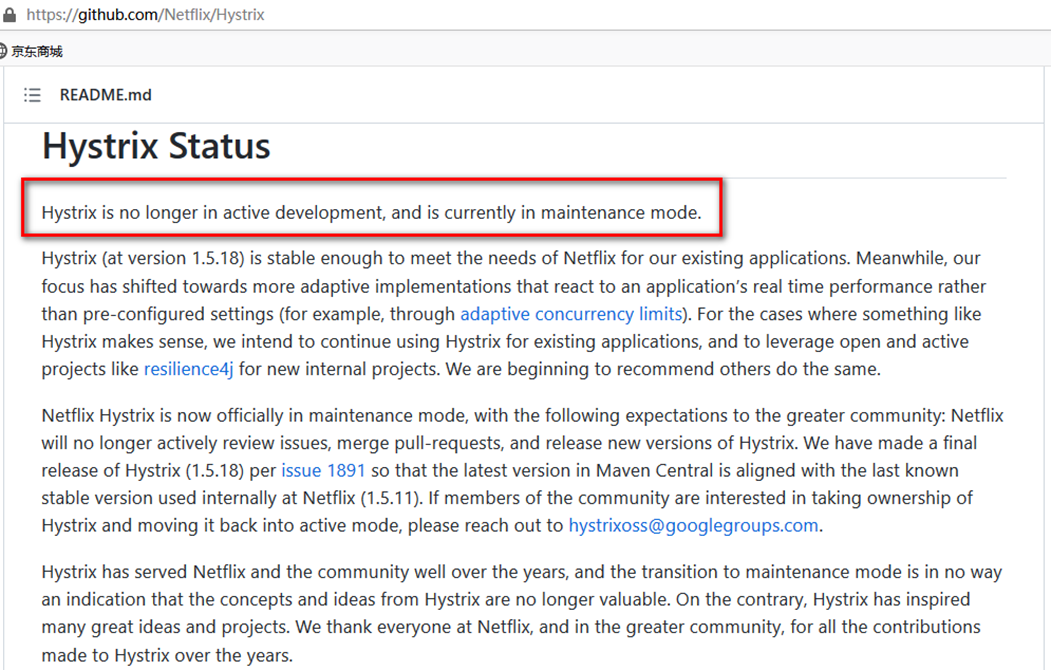 https://github.com/Netflix/Hystrix
京东商城
README.md
Hystrix Status
Hystrix is no longer in active development, and is currently in maintenance mode.
Hystrix (at version 1.5.18) is stable enough to meet the needs of Netflix for our existing applications. Meanwhile, our
focus has shifted towards more adaptive implementations that react to an application’s real time performance rather
than pre-configured settings (for example, through adaptive concurrency limits). For the cases where something like
Hystrix makes sense, we intend to continue using Hystrix for existing applications, and to leverage open and active
projects like resilience4j for new internal projects. We are beginning to recommend others do the same.
Netflix Hystrix is now officially in maintenance mode, with the following expectations to the greater community: Netflix
will no longer actively review issues, merge pull-requests, and release new versions of Hystrix. We have made a final
release of Hystrix (1.5.18) per issue 1891 so that the latest version in Maven Central is aligned with the last known
stable version used internally at Netflix (1.5.11). If members of the community are interested in taking ownership of
Hystrix and moving it back into active mode, please reach out to hystrixoss@googlegroups.com.
Hystrix has served Netflix and the community well over the years, and the transition to maintenance mode is in no way
an indication that the concepts and ideas from Hystrix are no longer valuable. On the contrary, Hystrix has inspired
many great ideas and projects. We thank everyone at Netflix, and in the greater community, for all the contributions
made to Hystrix over the years.